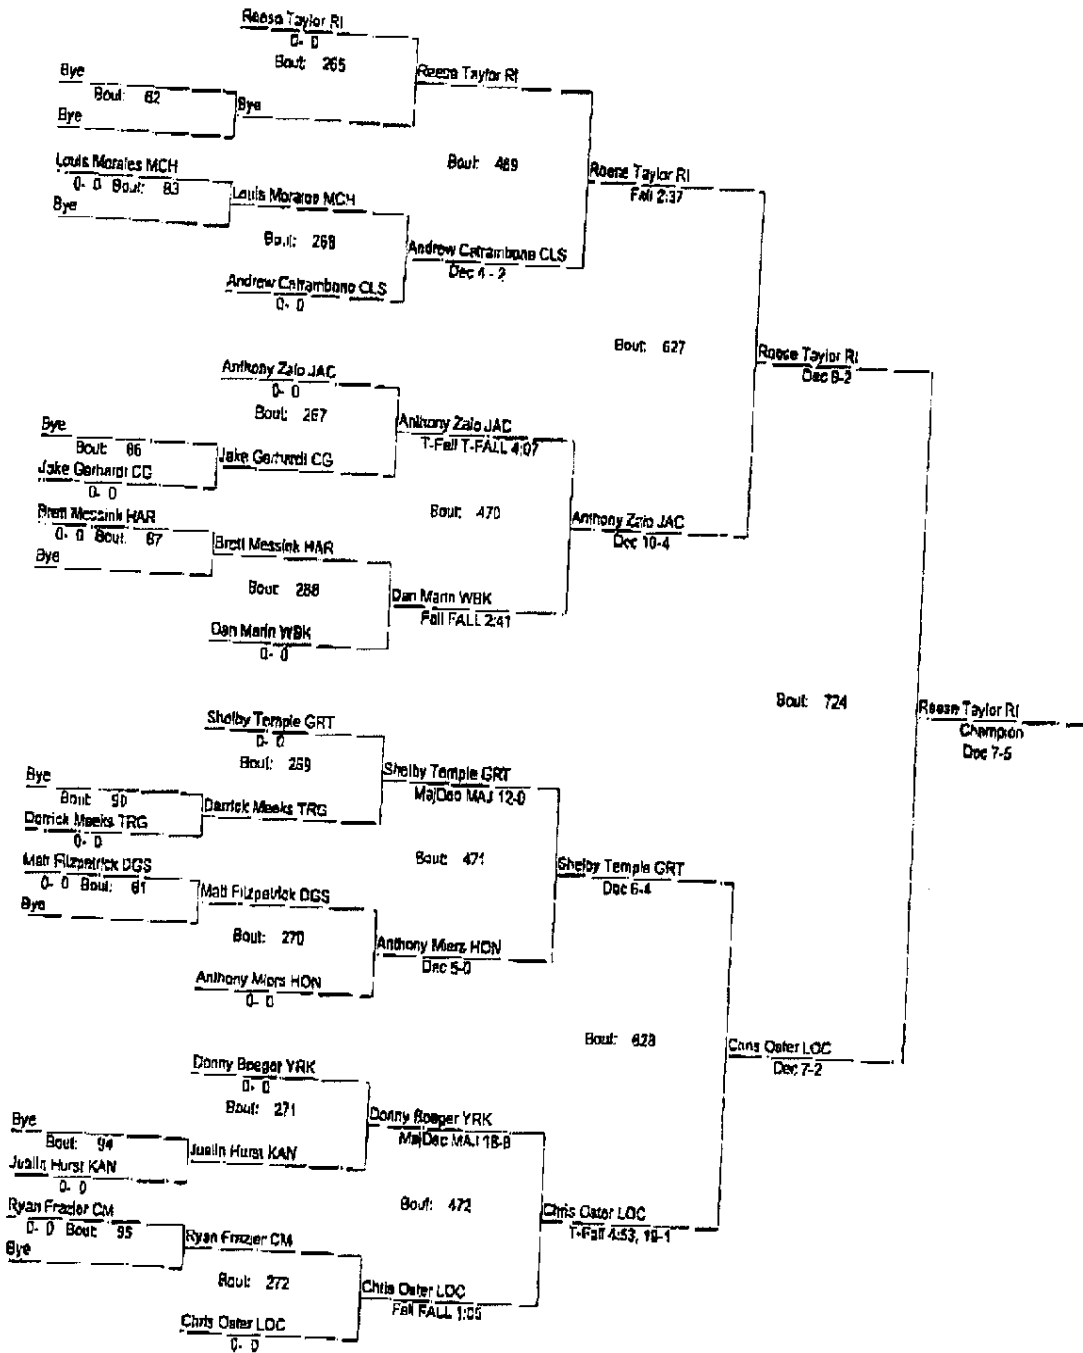 Reese Taylor RI
0- 0
Bout: 265
Reese Taylor RI
Bye
Bout: 82
Bye
Bye
Bout: 469
Louis Morales MCH
0- 0 Bout: 83
Louis Morales MCH
Bye
Reese Taylor RI
Fall 2:37
Bout:
Andrew Catrambone CLS
Dec 4 - 2
Andrew Catrambone CLS
0- 0
Bout: 627
Reese Taylor RI
Dec
Anthony Zalo JAC
0- 0
Bout: 267
Anthony Zalo JAC
T-Fall T-FALL 4:07
Bye
Bout: 86
Jake Gerhardi CG
Jake Gerhardi CG
0- 0
Bout: 470
Anthony Zalo JAC
Dec 10-4
Brett Messink HAR
0- 0 Bout: 87
Brett Messink HAR
Bye
Bout: 268
Dan Marin WBK
Fall FALL 2:41
Dan Marin WBK
0- 0
Bout: 724
Reese Taylor RI
Champion
Dec 7-5
Shelby Temple GRT
0- 0
Bout: 269
Shelby Temple GRT
MajDec MAJ 12-0
Bye
Bout: 90
Derrick Meeks TRG
Derrick Meeks TRG
0- 0
Bout: 471
Shelby Temple GRT
Dec 6-4
Matt Fitzpatrick DGS
0- 0 Bout:
Matt Fitzpatrick DGS
Bye
Bout: 270
Anthony Miers HON
Dec 5-0
Anthony Miers HON
0- 0
Bout: 628
Chris Oster LOC
Dec 7-2
Donny Boeger YRK
0- 0
Bout: 271
Donny Boeger YRK
MajDec MAJ
Bye
Bout: 94
Justin Hurst KAN
Justin Hurst KAN
0- 0
Bout: 472
Chris Oster LOC
T-Fall 4:53, 19-1
Ryan Frazier CM
0- 0 Bout: 95
Ryan Frazier CM
Bye
Bout: 272
Chris Oster LOC
Fall FALL 1:05
Chris Oster LOC
0- 0